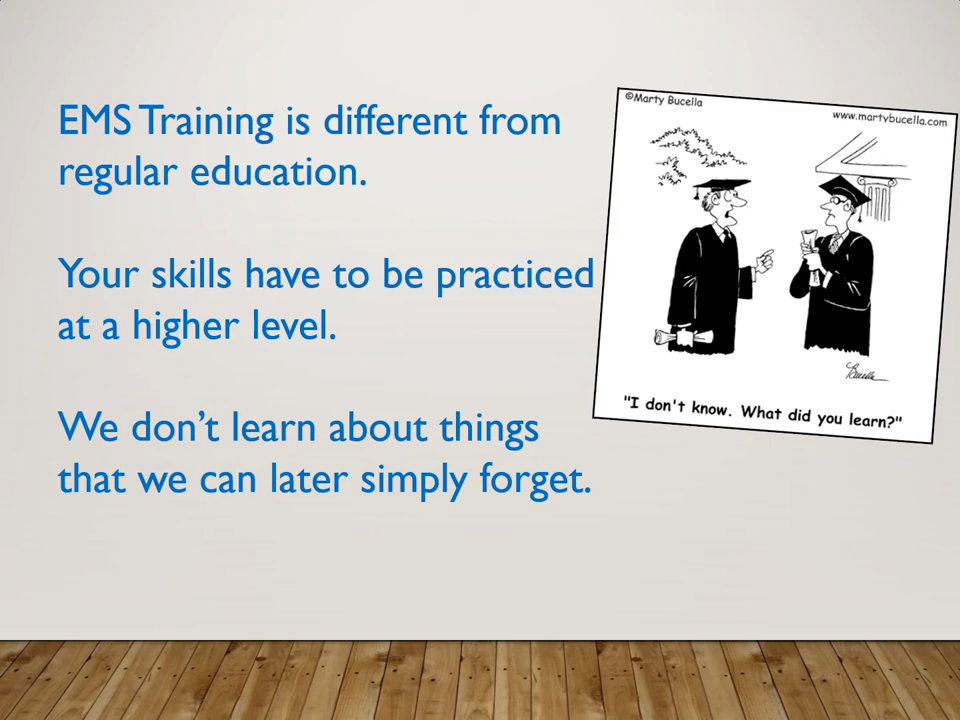 EMS Training is different from
regular education.
Your skills have to be practiced
at a higher level.
We don't learn about things
that we can later simply forget.
©Marty Bucella
www.martybucella.com
Bucella
"I don't know. What did you learn?"